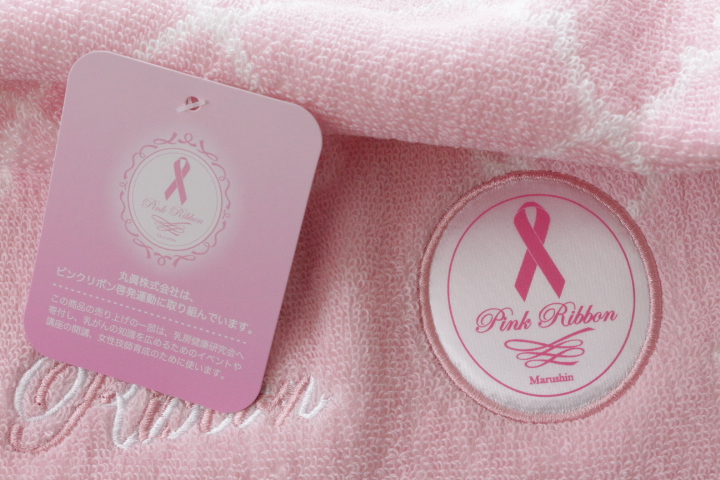 Pink Ribbon
丸眞株式会社は、
ピンクリボン啓発運動に取り組んでいます。
この商品の売り上げの一部は、乳房健康研究会へ
寄付し、乳がんの知識を広めるためのイベントや
講座の開講、女性技師育成のために使います。
Ribbon
Pink Ribbon
Marushin